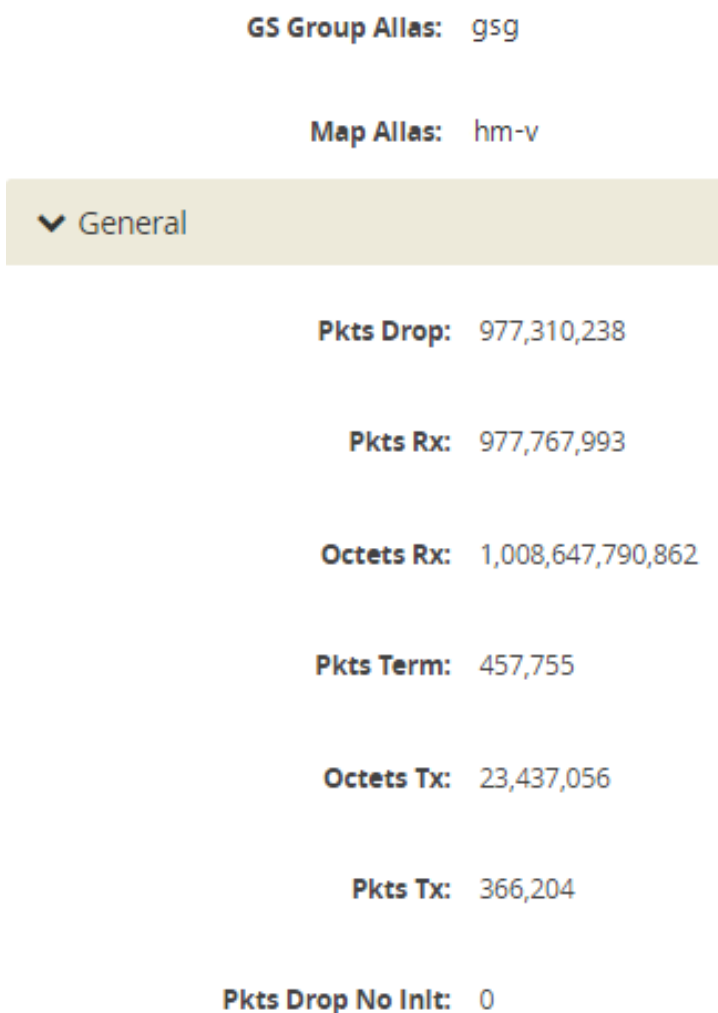 GS Group Alias: gsg
Map Alias: hm-v
General
Pkts Drop: 977,310,238
Pkts Rx: 977,767,993
Octets Rx: 1,008,647,790,862
Pkts Term: 457,755
Octets Tx: 23,437,056
Pkts Tx: 366,204
Pkts Drop No Init: 0